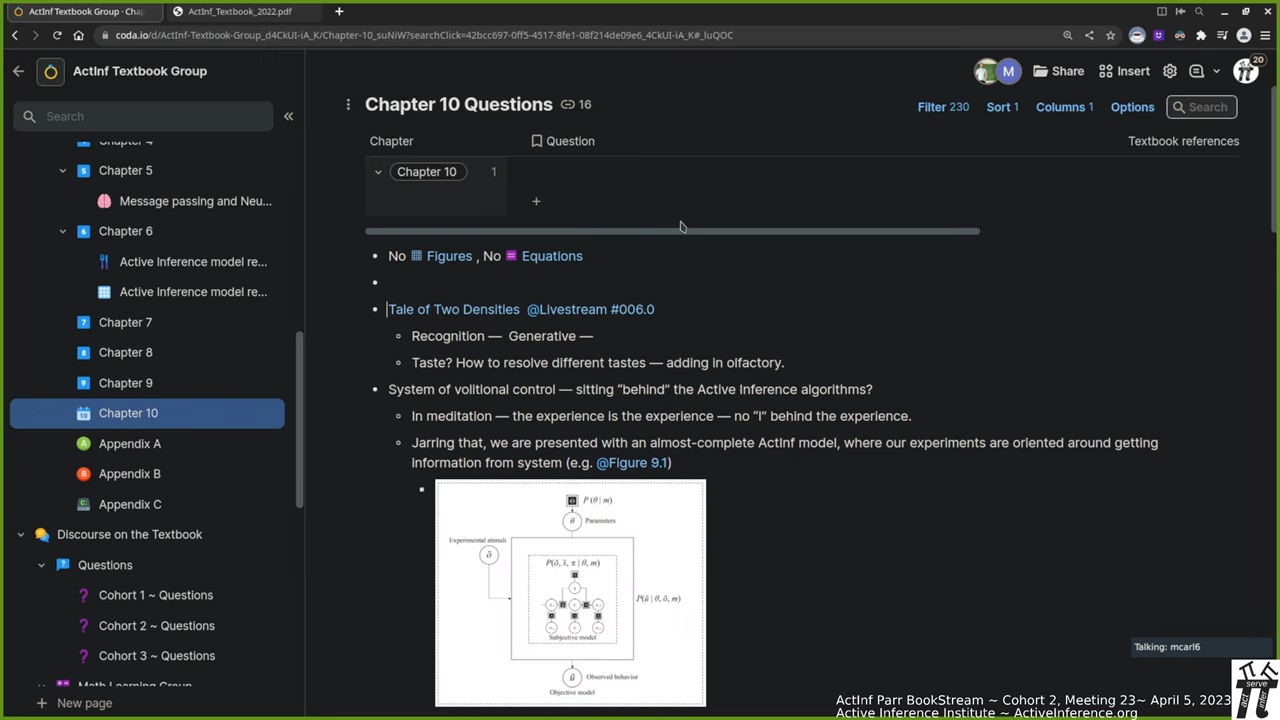 ActInf Textbook Group · Chap
ActInf_Textbook_2022.pdf
coda.io/d/ActInf-Textbook-Group_d4CkUI-iA_K/Chapter-10_suNiW?searchClick=42bcc697-0ff5-4517-8fe1-08f214de09e6_4CkUI-iA_K#_luQOC
ActInf Textbook Group
M
Share
Insert
20
Search
Chapter 4
Chapter 5
Message passing and Neu...
Chapter 6
Active Inference model re...
Active Inference model re...
Chapter 7
Chapter 8
Chapter 9
Chapter 10
Appendix A
Appendix B
Appendix C
Discourse on the Textbook
Questions
Cohort 1 ~ Questions
Cohort 2 ~ Questions
Cohort 3 ~ Questions
Math Learning Group
New page
Chapter 10 Questions 16
Filter 230
Sort 1
Columns 1
Options
Search
Chapter
Question
Textbook references
Chapter 10 1
No Figures , No Equations
Tale of Two Densities @Livestream #006.0
Recognition — Generative —
Taste? How to resolve different tastes — adding in olfactory.
System of volitional control — sitting “behind” the Active Inference algorithms?
In meditation — the experience is the experience — no “I” behind the experience.
Jarring that, we are presented with an almost-complete ActInf model, where our experiments are oriented around getting
information from system (e.g. @Figure 9.1)
P(θ | m)
θ Parameters
Experimental stimuli
õ
P(õ, s̃, π | θ, m)
P(ũ | θ, õ, m)
Subjective model
ũ Observed behavior
Objective model
Talking: mcarl6
serve
ActInf Parr BookStream ~ Cohort 2, Meeting 23~ April 5, 2023
Active Inference Institute ~ ActiveInference.org